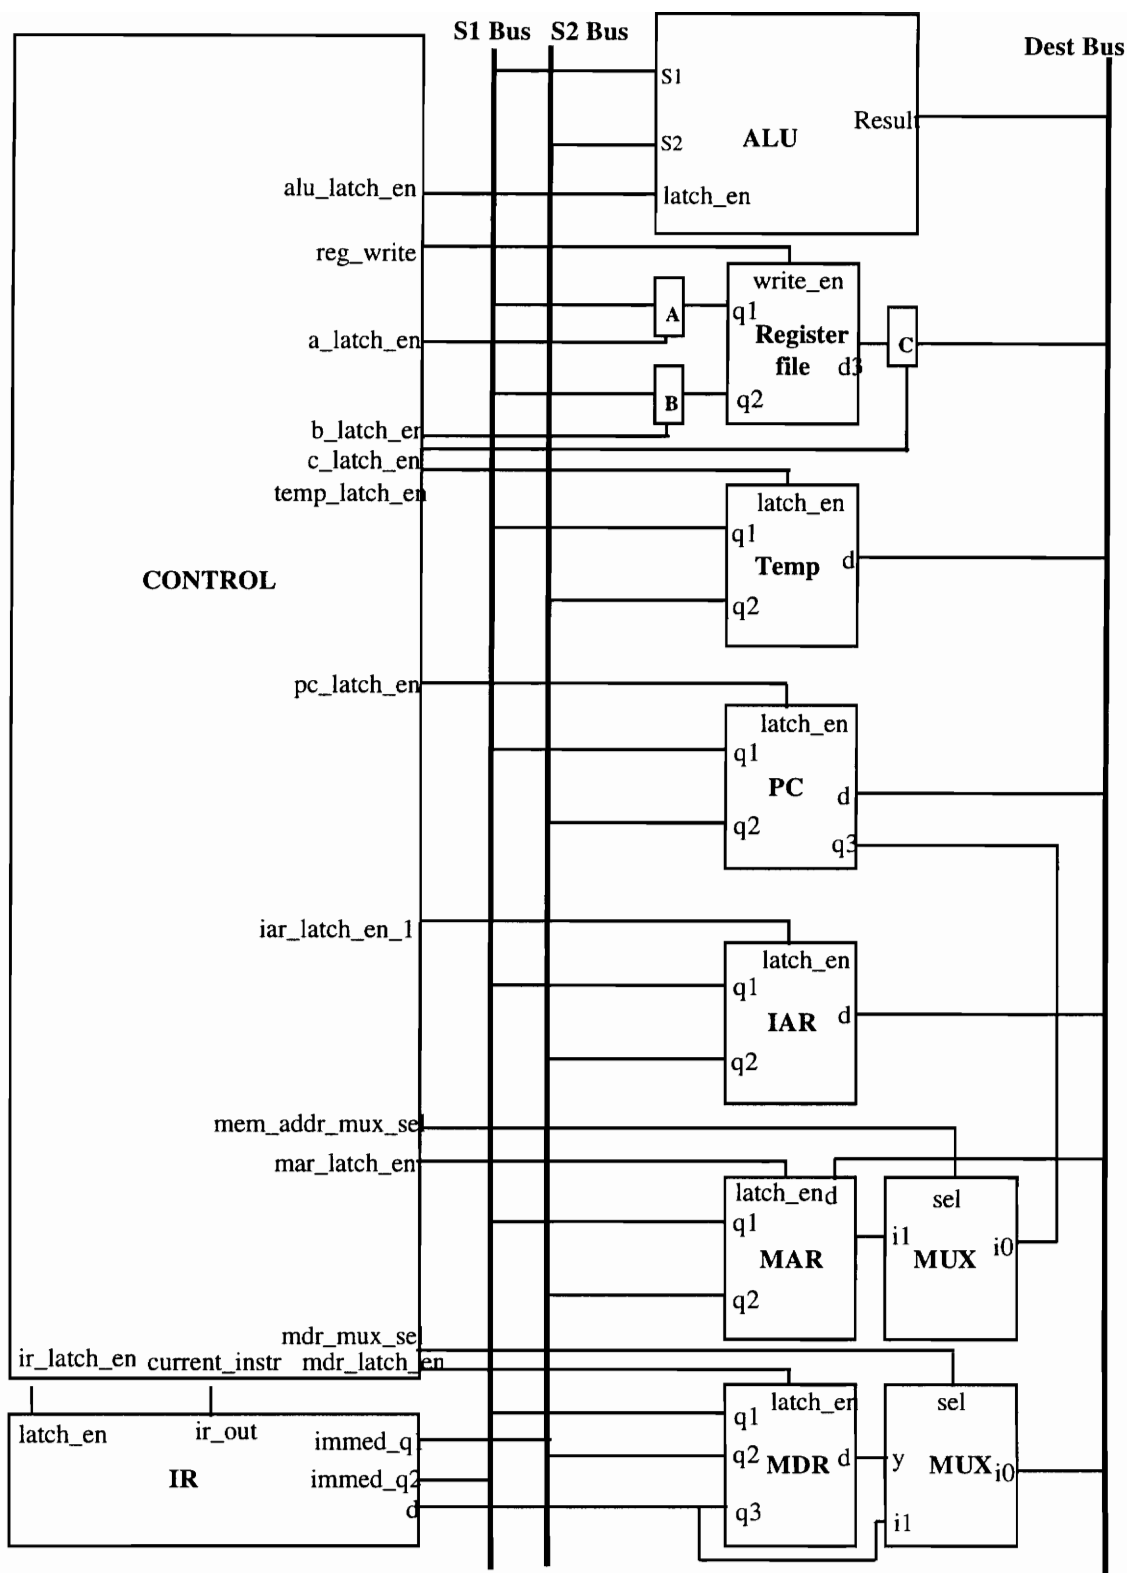 S1 Bus S2 Bus
Dest Bus
S1
Result
ALU
S2
alu_latch_en
latch_en
reg_write
write_en
q1
A
Register
file
C
a_latch_en
d3
B
q2
b_latch_en
c_latch_en
temp_latch_en
latch_en
q1
Temp
d
CONTROL
q2
pc_latch_en
latch_en
q1
PC
d
q2
q3
iar_latch_en_1
latch_en
q1
IAR
d
q2
mem_addr_mux_sel
mar_latch_en
latch_en
d
sel
q1
i1
i0
MAR
MUX
q2
mdr_mux_sel
ir_latch_en
current_instr
mdr_latch_en
latch_en
sel
q1
latch_en
ir_out
immed_q1
q2
MDR
d
y
MUX
i0
IR
immed_q2
d
q3
i1